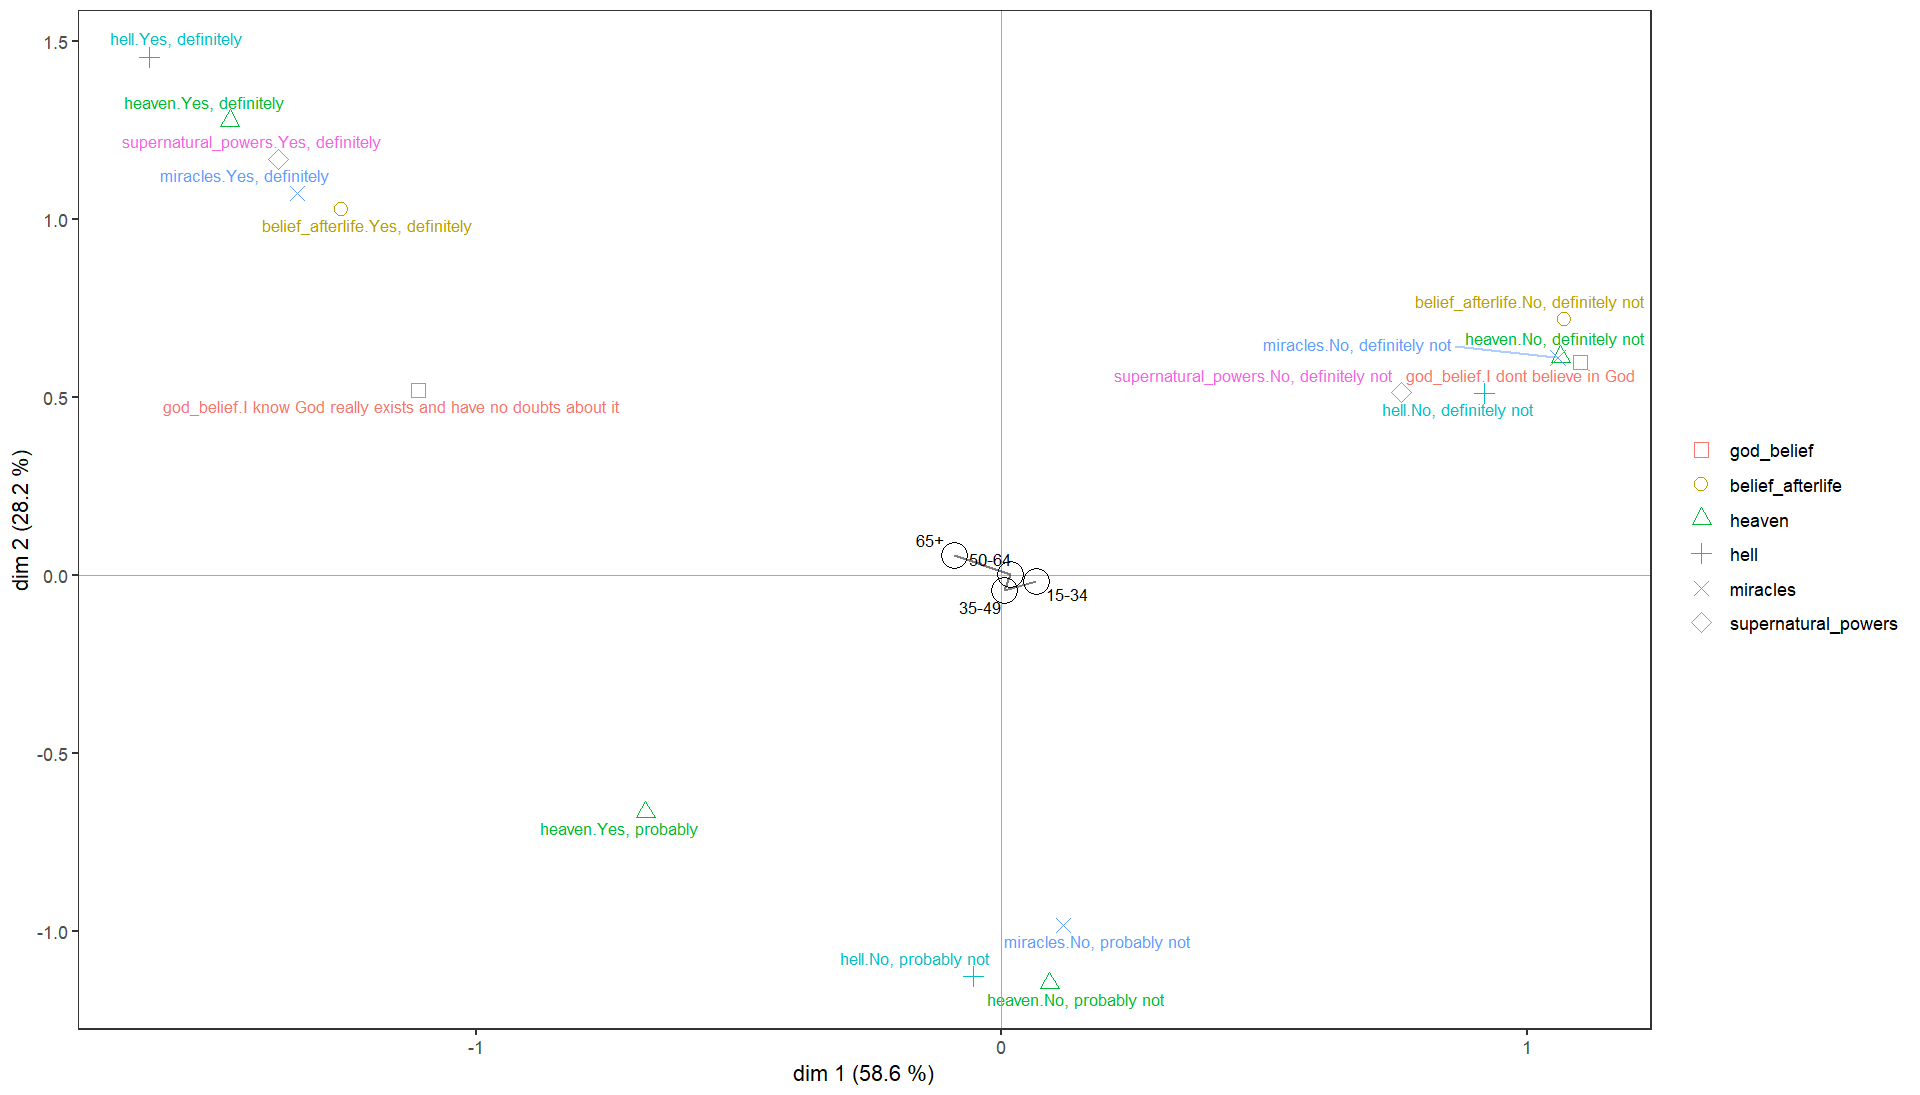 1.5
hell.Yes, definitely
heaven.Yes, definitely
supernatural_powers.Yes, definitely
miracles.Yes, definitely
1.0
belief_afterlife.Yes, definitely
belief_afterlife.No, definitely not
heaven.No, definitely not
miracles.No, definitely not
supernatural_powers.No, definitely not
god_belief.I dont believe in God
0.5
god_belief.I know God really exists and have no doubts about it
hell.No, definitely not
65+
50-64
0.0
15-34
35-49
-0.5
heaven.Yes, probably
-1.0
miracles.No, probably not
hell.No, probably not
heaven.No, probably not
-1
0
1
dim 1 (58.6 %)
dim 2 (28.2 %)
god_belief
belief_afterlife
heaven
hell
miracles
supernatural_powers